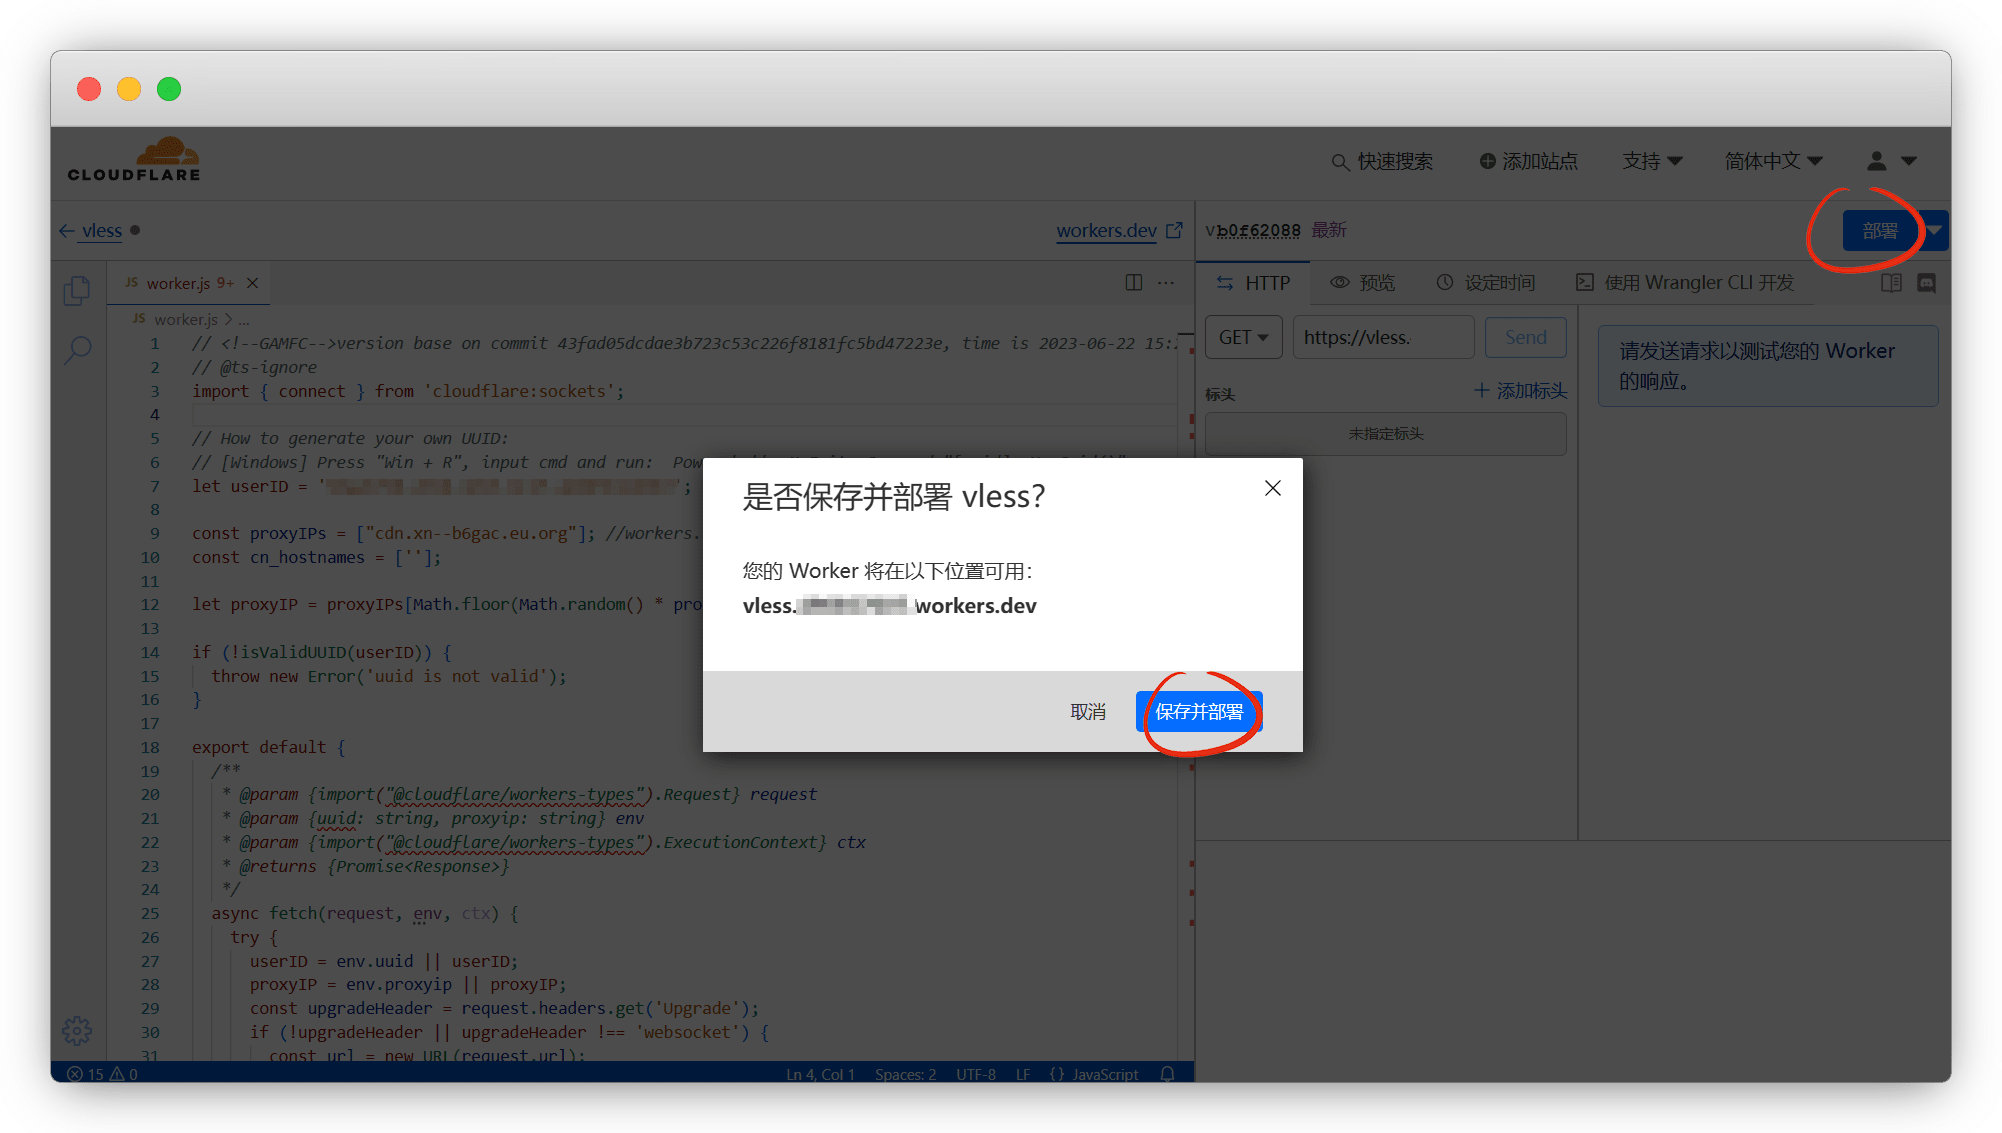 CLOUDFLARE
快速搜索
添加站点
支持
简体中文
vless
workers.dev
vb0f62088 最新
部署
JS worker.js 9+
HTTP
预览
设定时间
使用 Wrangler CLI 开发
JS worker.js > ...
GET
https://vless.
Send
标头
添加标头
未指定标头
请发送请求以测试您的 Worker
的响应。
1 // <!--GAMFC-->version base on commit 43fad05dcdae3b723c53c226f8181fc5bd47223e, time is 2023-06-22 15:2
2 // @ts-ignore
3 import { connect } from 'cloudflare:sockets';
4
5 // How to generate your own UUID:
6 // [Windows] Press "Win + R", input cmd and run:
7 let userID = '';
8
9 const proxyIPs = ["cdn.xn--b6gac.eu.org"]; //workers.
10 const cn_hostnames = [''];
11
12 let proxyIP = proxyIPs[Math.floor(Math.random() * pro
13
14 if (!isValidUUID(userID)) {
15 throw new Error('uuid is not valid');
16 }
17
18 export default {
19 /**
20 * @param {import("@cloudflare/workers-types").Request} request
21 * @param {uuid: string, proxyip: string} env
22 * @param {import("@cloudflare/workers-types").ExecutionContext} ctx
23 * @returns {Promise<Response>}
24 */
25 async fetch(request, env, ctx) {
26 try {
27 userID = env.uuid || userID;
28 proxyIP = env.proxyip || proxyIP;
29 const upgradeHeader = request.headers.get('Upgrade');
30 if (!upgradeHeader || upgradeHeader !== 'websocket') {
31 const url = new URL(request.url);
是否保存并部署 vless?
您的 Worker 将在以下位置可用:
vless. .workers.dev
取消
保存并部署
15 0
Ln 4, Col 1
Spaces: 2
UTF-8
LF
{} JavaScript